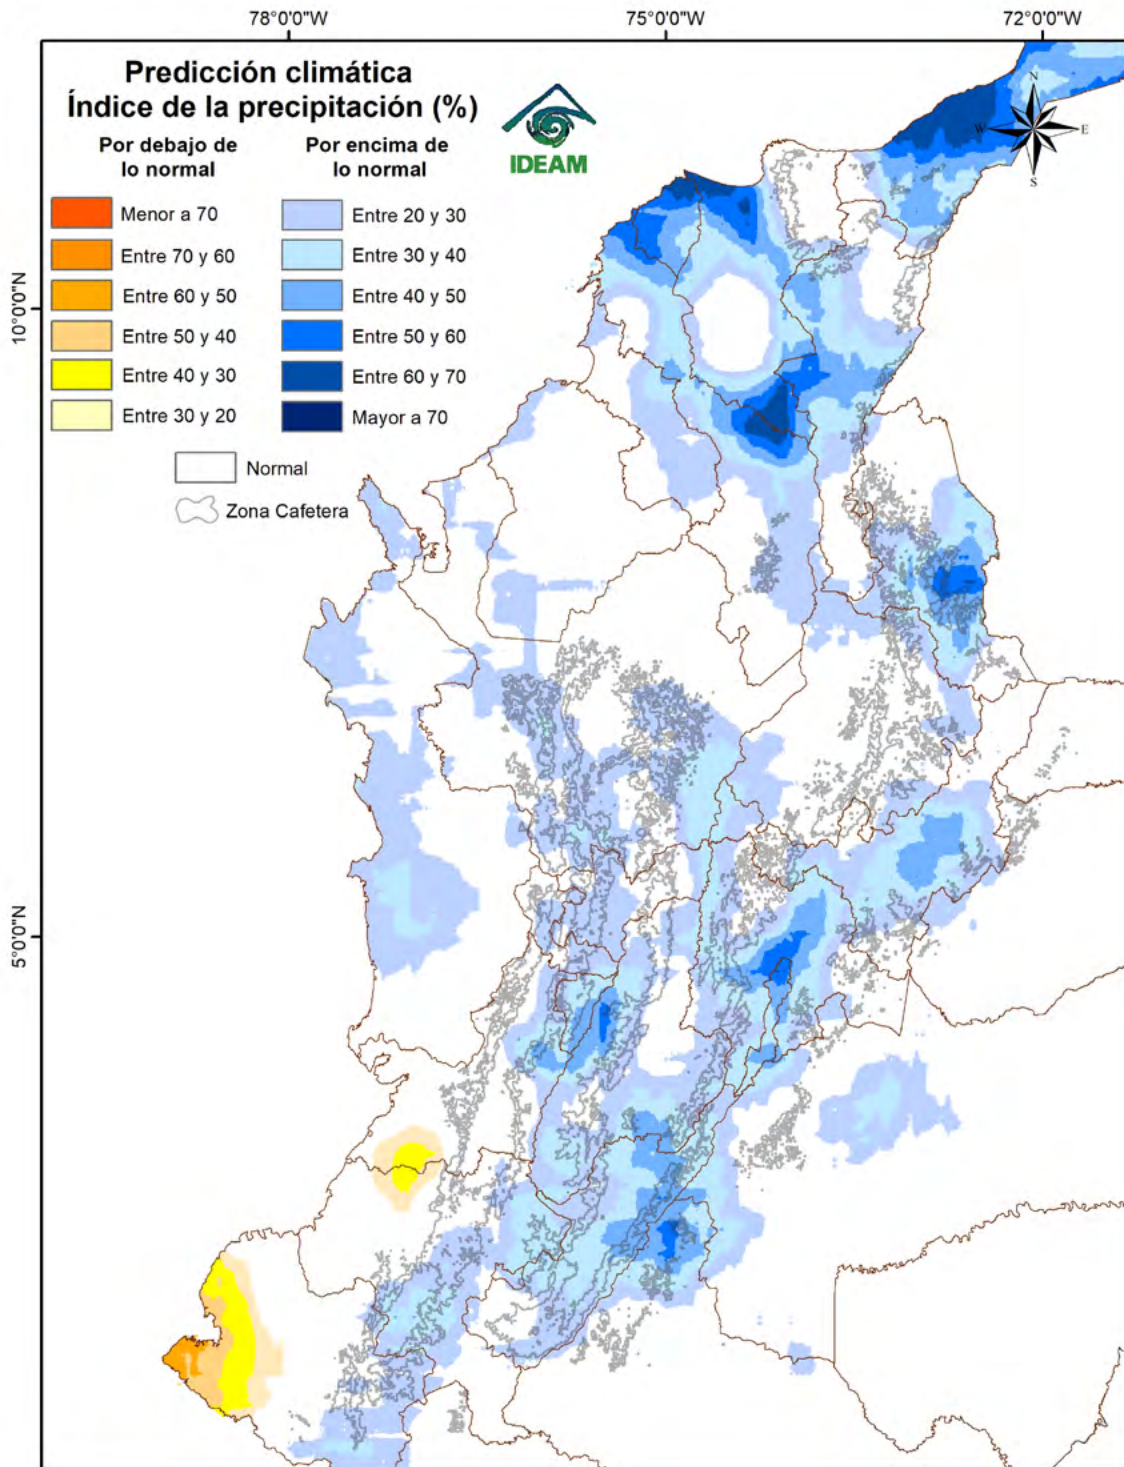 78°0'0"W
75°0'0"W
72°0'0"W
Predicción climática
Índice de la precipitación (%)
Por debajo de
lo normal
Por encima de
lo normal
Menor a 70
Entre 70 y 60
Entre 60 y 50
Entre 50 y 40
Entre 40 y 30
Entre 30 y 20
Entre 20 y 30
Entre 30 y 40
Entre 40 y 50
Entre 50 y 60
Entre 60 y 70
Mayor a 70
Normal
Zona Cafetera
IDEAM
N
W
E
S
10°0'0"N
5°0'0"N